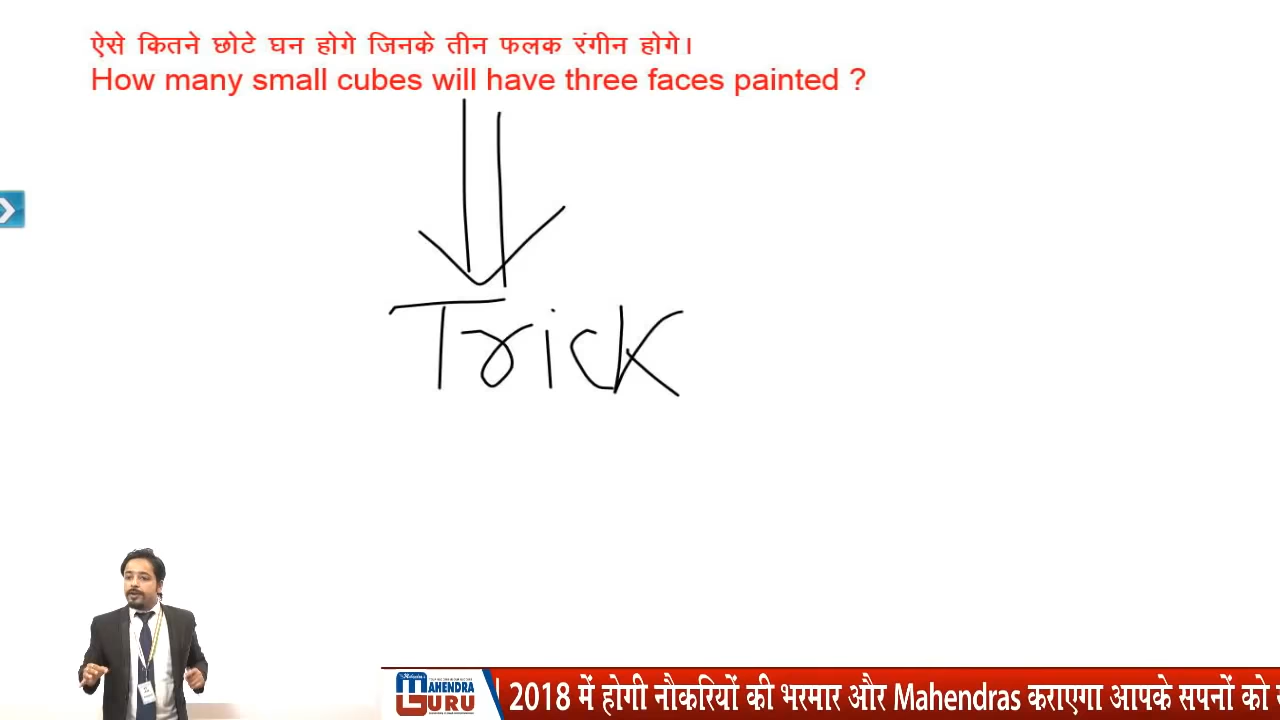 ऐसे कितने छोटे घन होगे जिनके तीन फलक रंगीन होगे।
How many small cubes will have three faces painted ?
Trick
Mahendra's
MAHENDRA
GURU
2018 में होगी नौकरियों की भरमार और Mahendras कराएगा आपके सपनों को